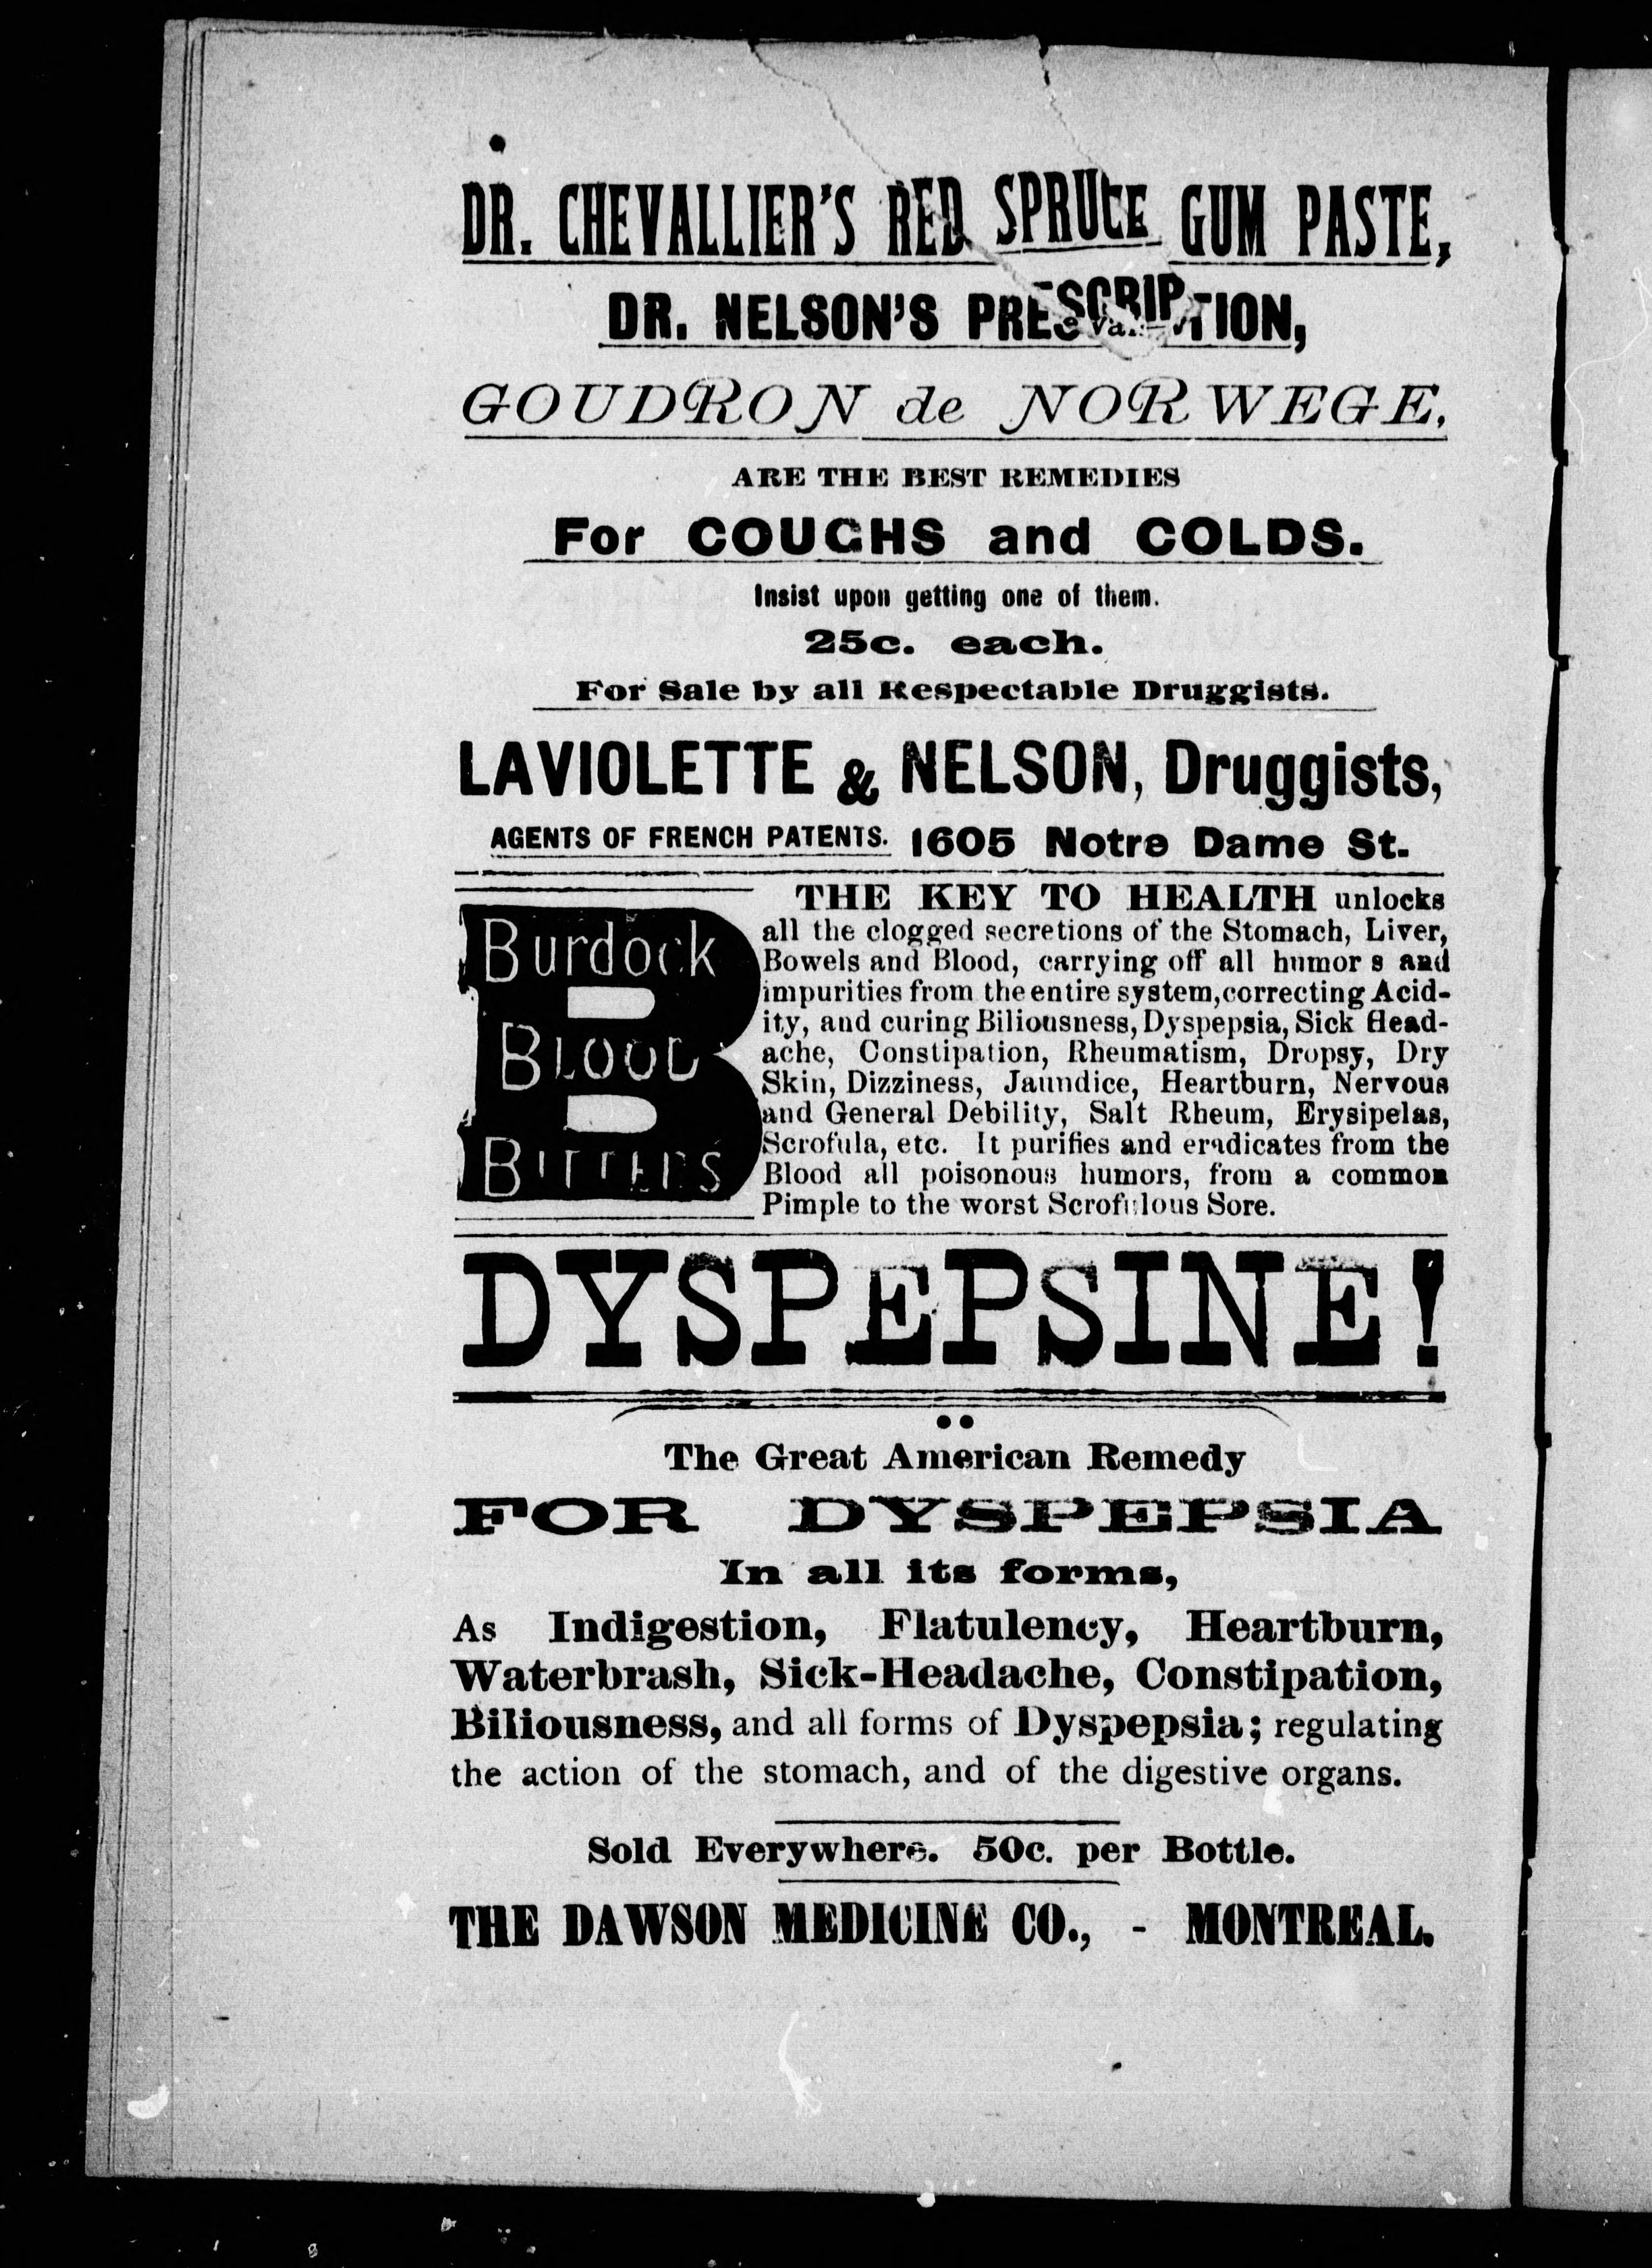 DR. CHEVALLIER'S RED SPRUCE GUM PASTE,
DR. NELSON'S PRESCRIPTION,
GOUDRON de NORWEGE,
ARE THE BEST REMEDIES
For COUGHS and COLDS.
Insist upon getting one of them.
25c. each.
For Sale by all Respectable Druggists.
LAVIOLETTE & NELSON, Druggists,
AGENTS OF FRENCH PATENTS. 1605 Notre Dame St.
Burdock
BLOOD
BITTERS
THE KEY TO HEALTH unlocks
all the clogged secretions of the Stomach, Liver,
Bowels and Blood, carrying off all humor s and
impurities from the entire system, correcting Acid-
ity, and curing Biliousness, Dyspepsia, Sick Head-
ache, Constipation, Rheumatism, Dropsy, Dry
Skin, Dizziness, Jaundice, Heartburn, Nervous
and General Debility, Salt Rheum, Erysipelas,
Scrofula, etc. It purifies and eradicates from the
Blood all poisonous humors, from a common
Pimple to the worst Scrofulous Sore.
DYSPEPSINE!
The Great American Remedy
FOR DYSPEPSIA
In all its forms,
As Indigestion, Flatulency, Heartburn,
Waterbrash, Sick-Headache, Constipation,
Biliousness, and all forms of Dyspepsia; regulating
the action of the stomach, and of the digestive organs.
Sold Everywhere. 50c. per Bottle.
THE DAWSON MEDICINE CO., - MONTREAL.